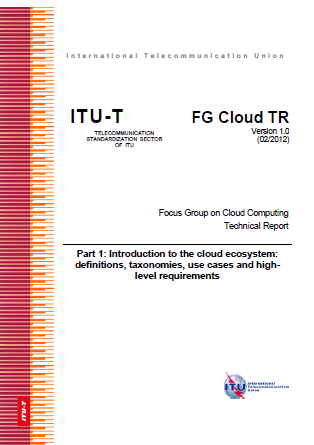 International Telecommunication Union
ITU-T
FG Cloud TR
TELECOMMUNICATION
STANDARDIZATION SECTOR
OF ITU
Version 1.0
(02/2012)
Focus Group on Cloud Computing
Technical Report
Part 1: Introduction to the cloud ecosystem:
definitions, taxonomies, use cases and high-
level requirements
ITU
International
Telecommunication
Union
ITU-T